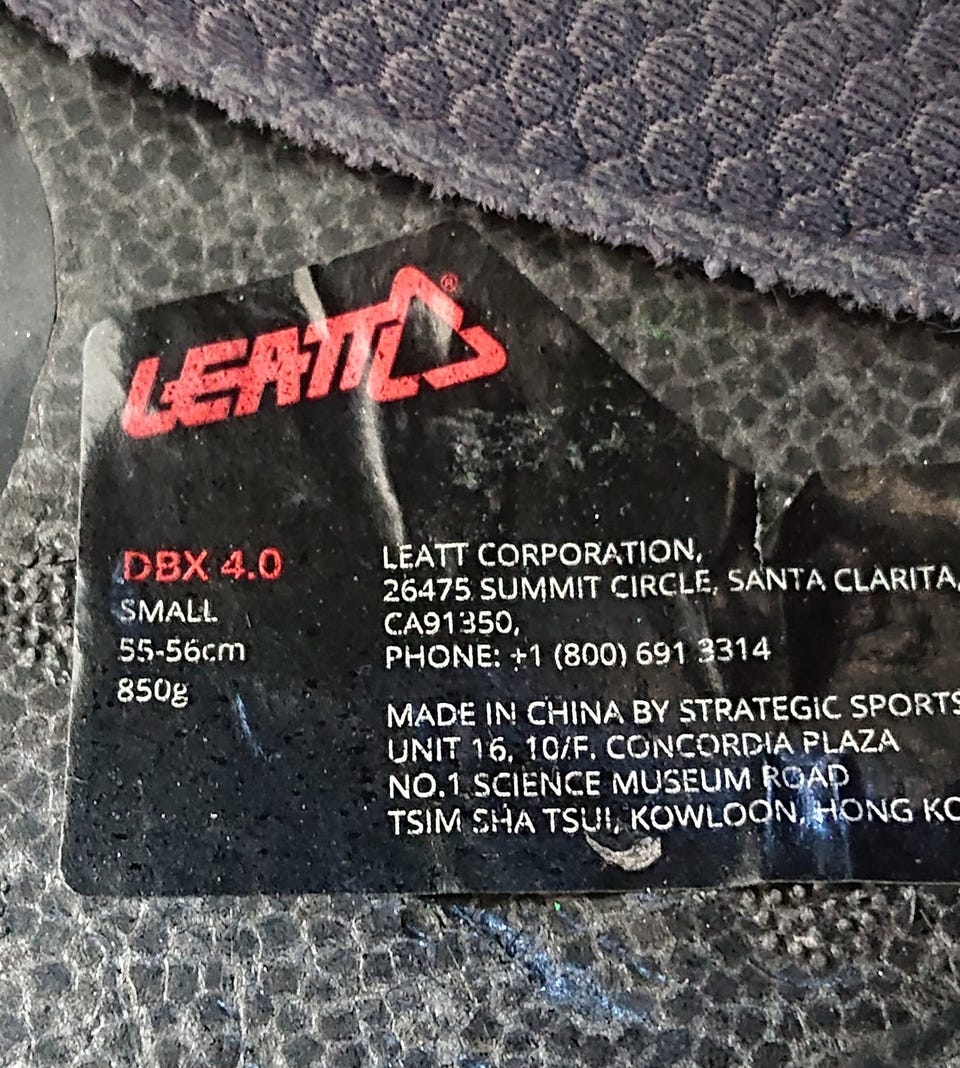 LEATT®
DBX 4.0
SMALL
55-56cm
850g
LEATT CORPORATION,
26475 SUMMIT CIRCLE, SANTA CLARITA,
CA91350,
PHONE: +1 (800) 691 3314
MADE IN CHINA BY STRATEGIC SPORTS
UNIT 16, 10/F. CONCORDIA PLAZA
NO.1 SCIENCE MUSEUM ROAD
TSIM SHA TSUI, KOWLOON, HONG